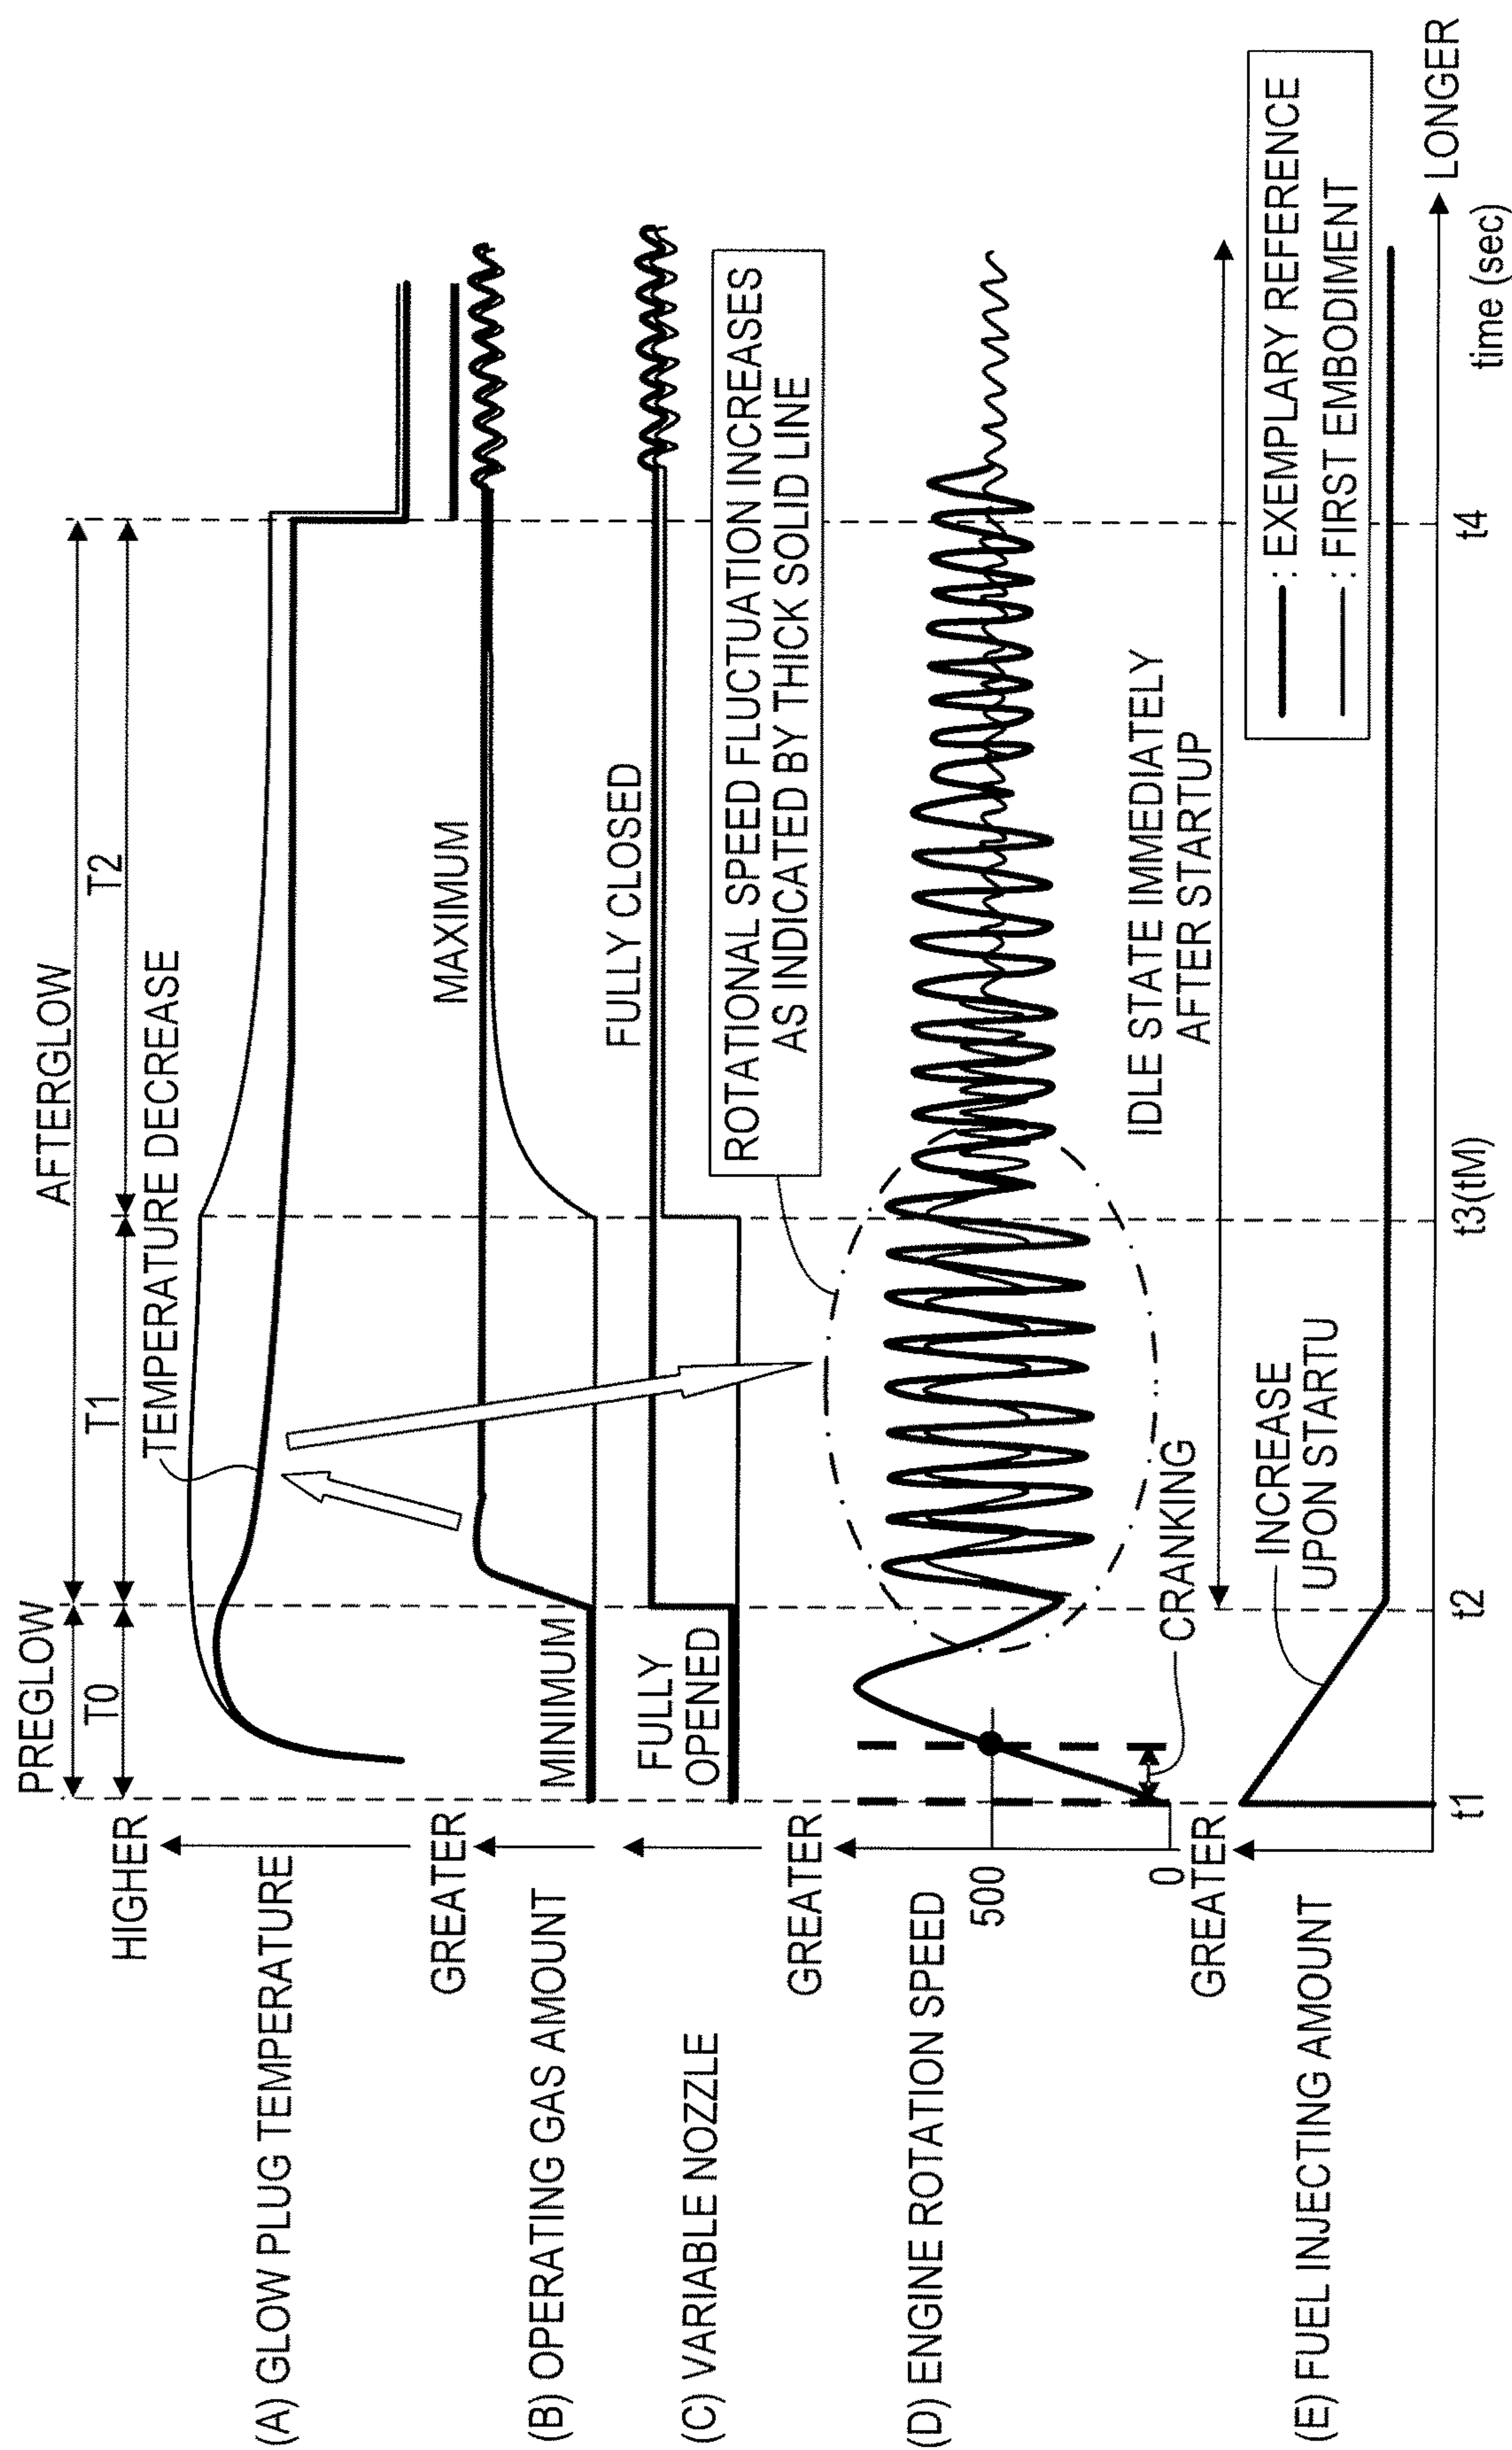 PREGLOW
AFTERGLOW
T0
T1
T2
TEMPERATURE DECREASE
HIGHER
(A) GLOW PLUG TEMPERATURE
GREATER
MINIMUM
MAXIMUM
(B) OPERATING GAS AMOUNT
FULLY
OPENED
FULLY CLOSED
(C) VARIABLE NOZZLE
ROTATIONAL SPEED FLUCTUATION INCREASES
AS INDICATED BY THICK SOLID LINE
GREATER
(D) ENGINE ROTATION SPEED
500
0
CRANKING
IDLE STATE IMMEDIATELY
AFTER STARTUP
GREATER
(E) FUEL INJECTING AMOUNT
INCREASE
UPON STARTU
: EXEMPLARY REFERENCE
: FIRST EMBODIMENT
LONGER
t1
t2
t3(tM)
t4
time (sec)